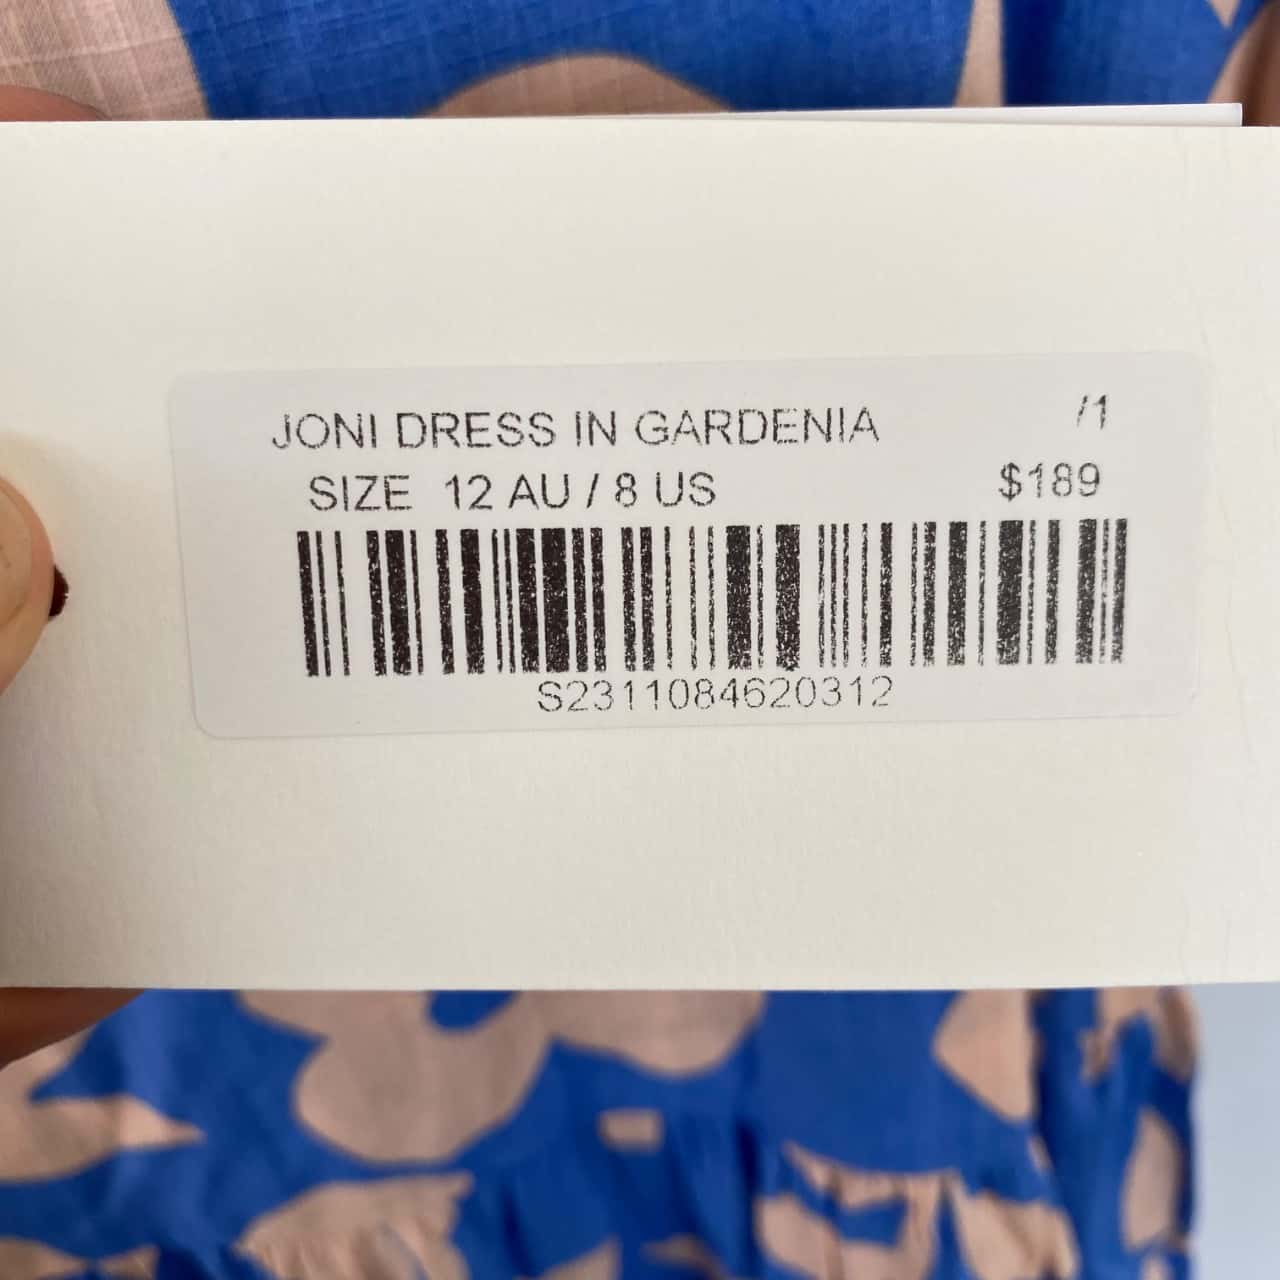 JONI DRESS IN GARDENIA /1
SIZE 12 AU / 8 US $189
S2311084620312